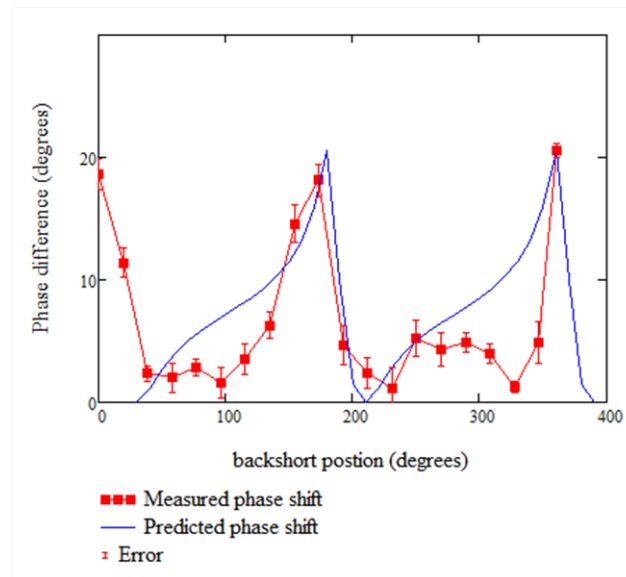 Phase difference (degrees)
20
10
0
0
100
200
300
400
backshort postion (degrees)
Measured phase shift
Predicted phase shift
Error